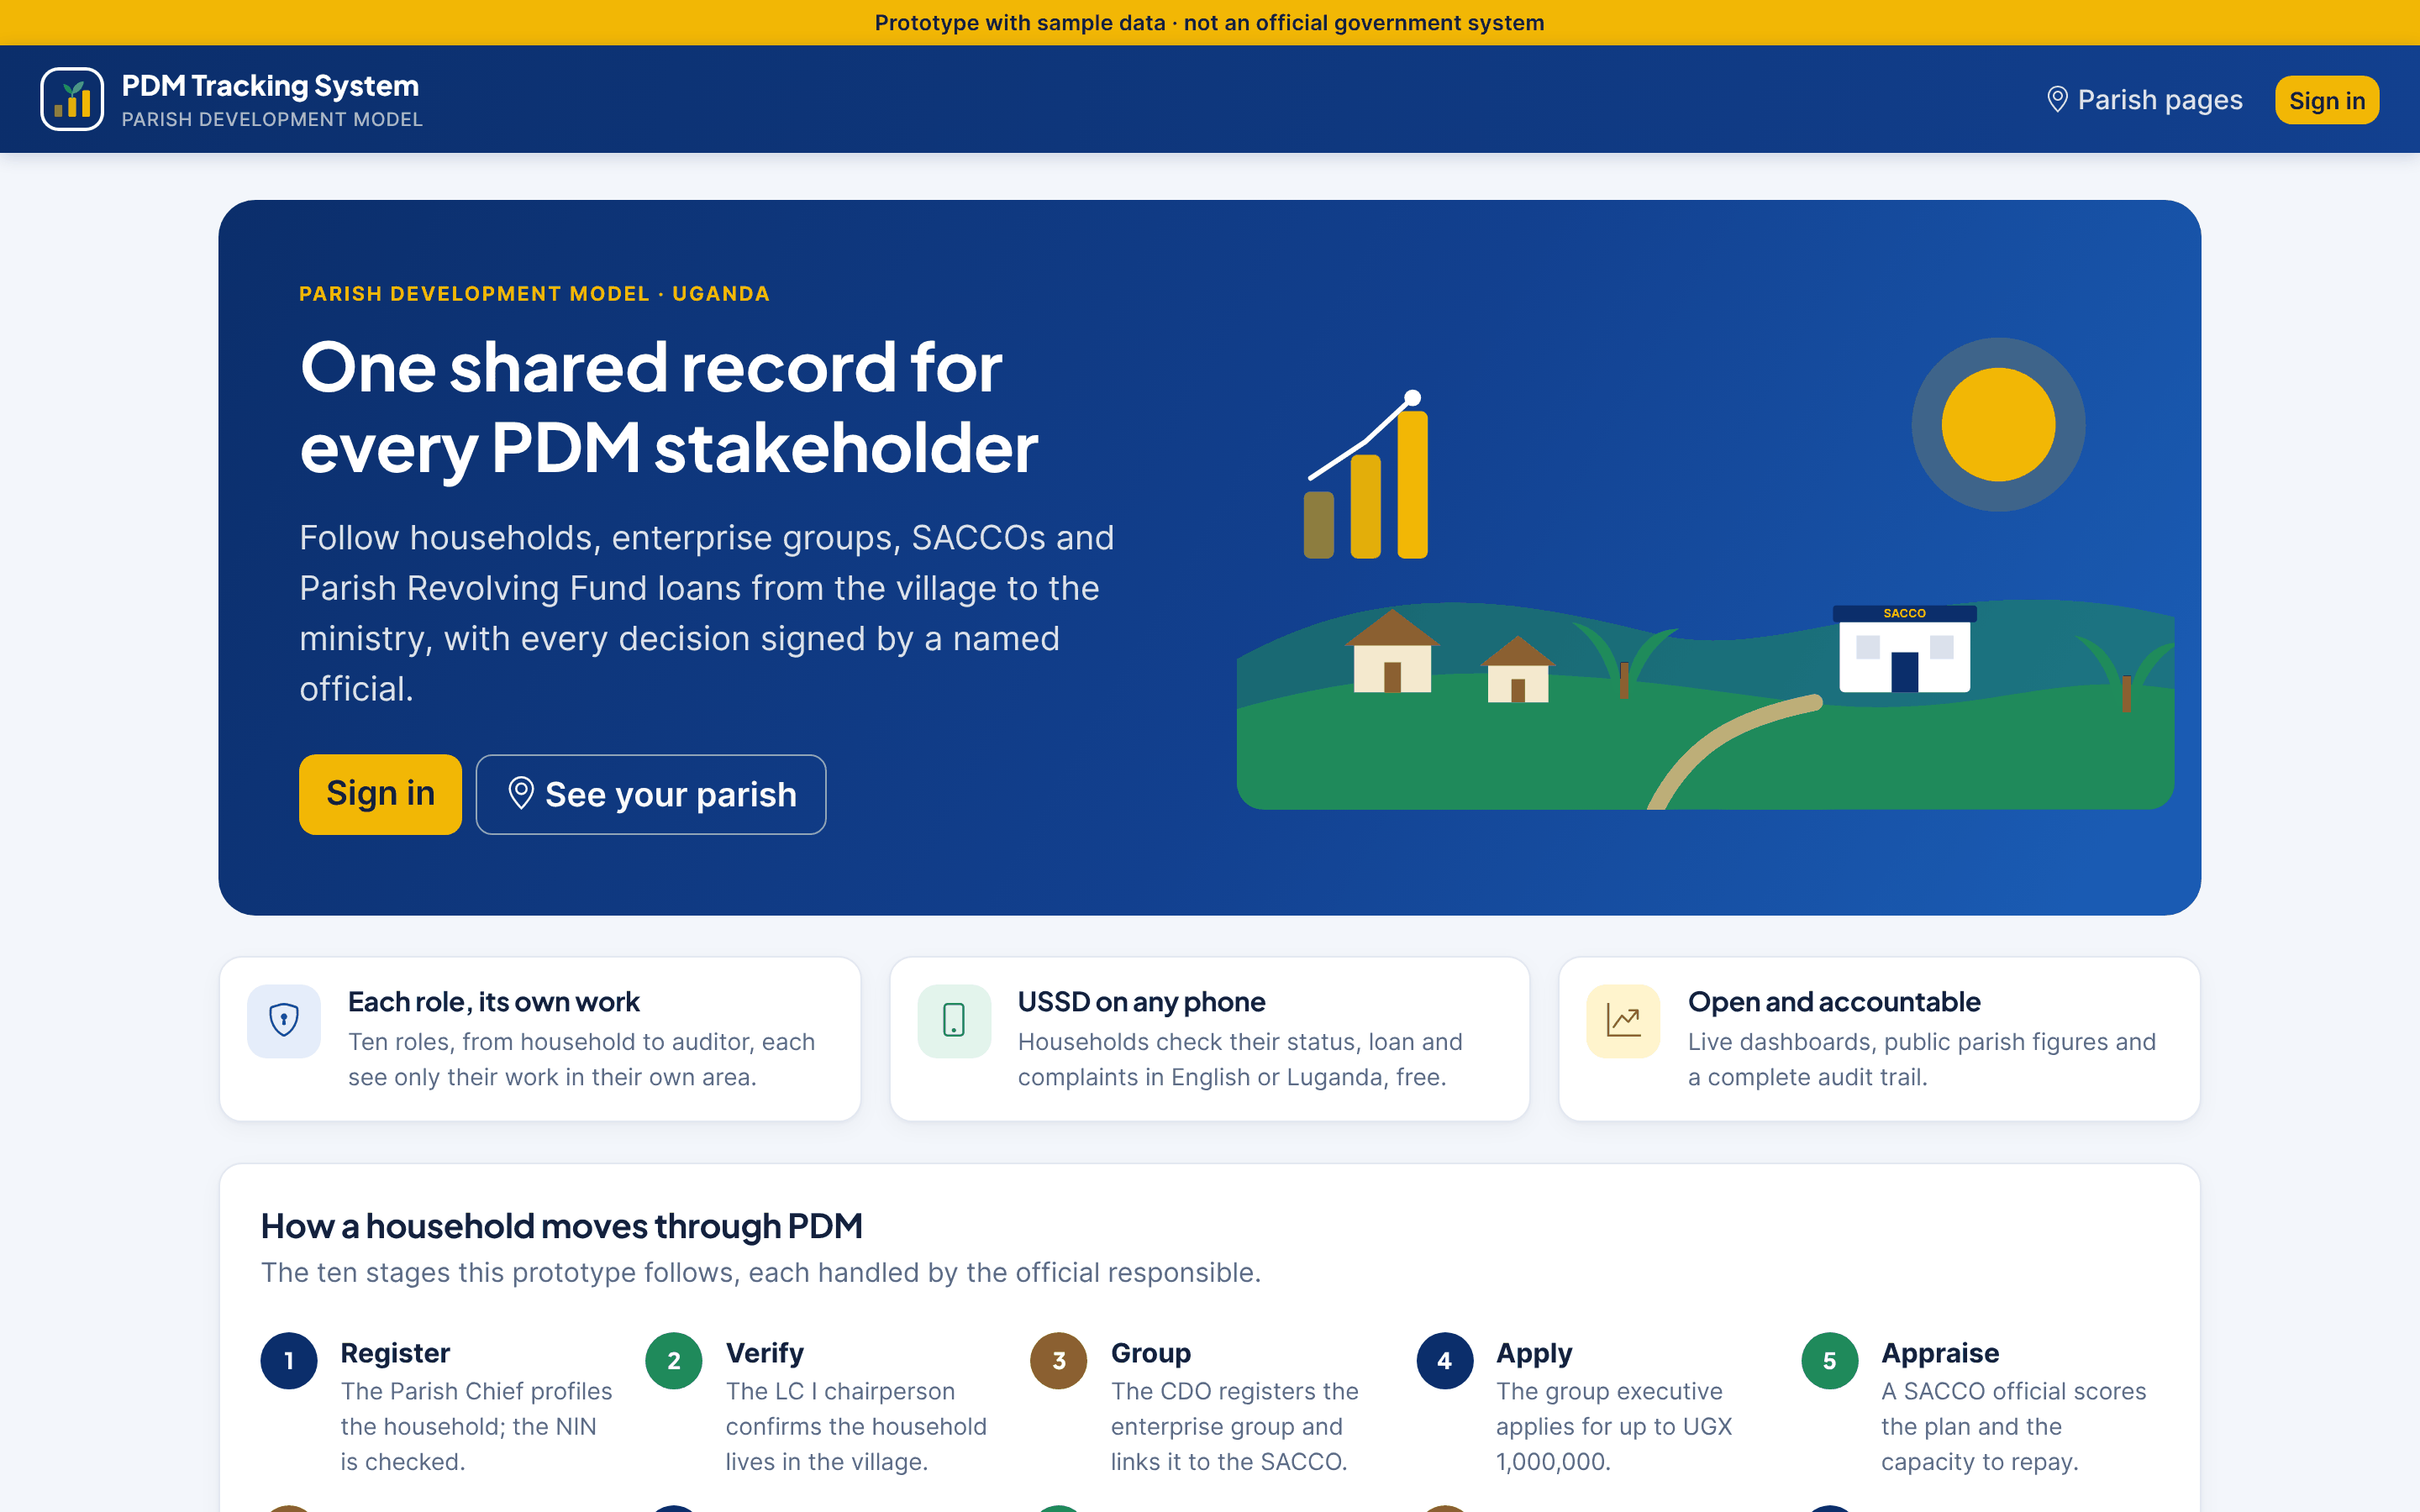 Prototype with sample data · not an official government system
PDM Tracking System
PARISH DEVELOPMENT MODEL
Parish pages
Sign in
PARISH DEVELOPMENT MODEL · UGANDA
One shared record for
every PDM stakeholder
Follow households, enterprise groups, SACCOs and
Parish Revolving Fund loans from the village to the
ministry, with every decision signed by a named
official.
Sign in
See your parish
SACCO
Each role, its own work
Ten roles, from household to auditor, each
see only their work in their own area.
USSD on any phone
Households check their status, loan and
complaints in English or Luganda, free.
Open and accountable
Live dashboards, public parish figures and
a complete audit trail.
How a household moves through PDM
The ten stages this prototype follows, each handled by the official responsible.
1
Register
The Parish Chief profiles
the household; the NIN
is checked.
2
Verify
The LC I chairperson
confirms the household
lives in the village.
3
Group
The CDO registers the
enterprise group and
links it to the SACCO.
4
Apply
The group executive
applies for up to UGX
1,000,000.
5
Appraise
A SACCO official scores
the plan and the
capacity to repay.